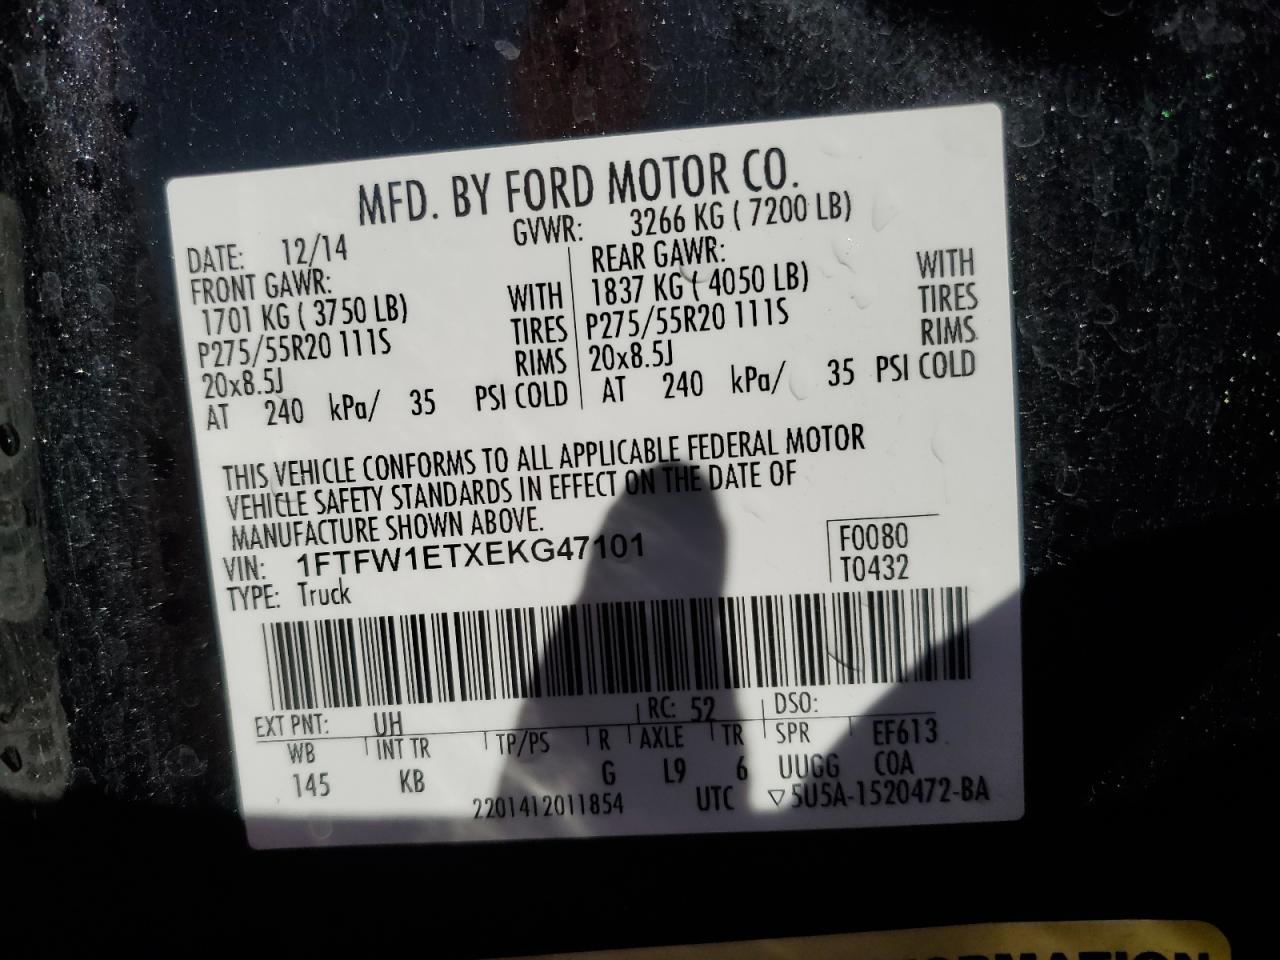 MFD. BY FORD MOTOR CO.
DATE: 12/14 GVWR: 3266 KG ( 7200 LB)
FRONT GAWR: REAR GAWR:
1701 KG ( 3750 LB) WITH 1837 KG ( 4050 LB) WITH
P275/55R20 111S TIRES P275/55R20 111S TIRES
20x8.5J RIMS 20x8.5J RIMS
AT 240 kPa/ 35 PSI COLD AT 240 kPa/ 35 PSI COLD
THIS VEHICLE CONFORMS TO ALL APPLICABLE FEDERAL MOTOR
VEHICLE SAFETY STANDARDS IN EFFECT ON THE DATE OF
MANUFACTURE SHOWN ABOVE.
VIN: 1FTFW1ETXEKG47101 F0080
TYPE: Truck T0432
EXT PNT: UH RC: 52 DSO:
WB INT TR TP/PS R AXLE TR SPR EF613
145 KB G L9 6 UUGG COA
2201412011854 UTC ▽5U5A-1520472-BA